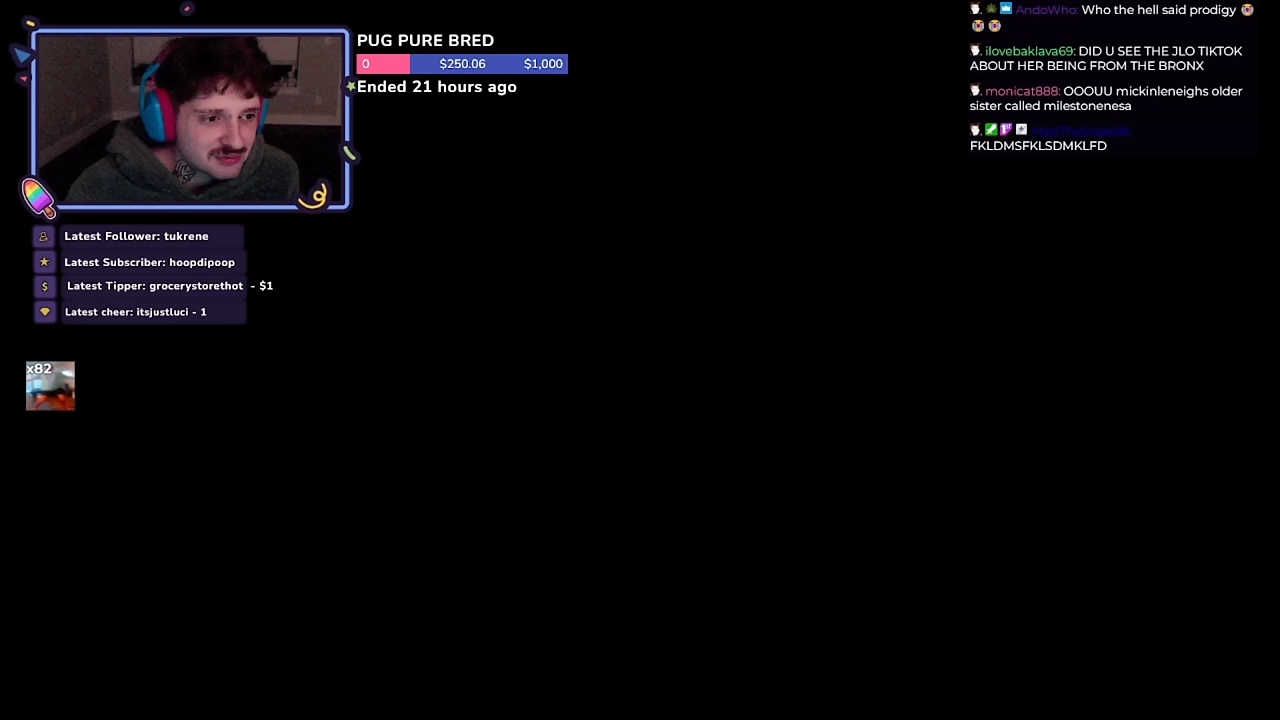 PUG PURE BRED
0 $250.06 $1,000
Ended 21 hours ago
Latest Follower: tukrene
Latest Subscriber: hoopdipoop
Latest Tipper: grocerystorethot - $1
Latest cheer: itsjustluci - 1
x82
AndoWho: Who the hell said prodigy
ilovebaklava69: DID U SEE THE JLO TIKTOK
ABOUT HER BEING FROM THE BRONX
monicat888: OOOUU mickinleneighs older
sister called milestonenesa
FKLDMSFKLSDMKLFD